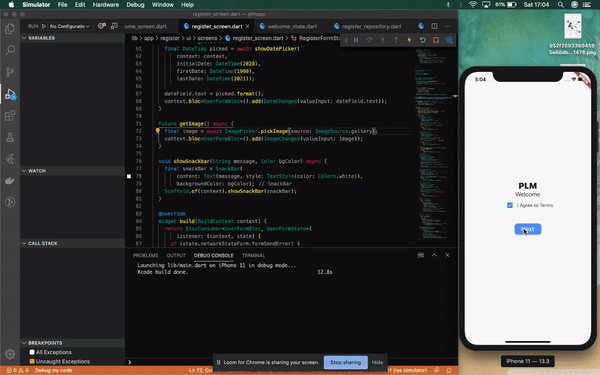 Simulator File Edit Window Hardware Debug Help
61% Sat 17:04
RUN No Configuratio
ome_screen.dart register_screen.dart — plmapp
register_screen.dart welcome_state.dart register_repository.dart
lib > app > register > ui > screens > register_screen.dart > RegisterFormSt
VARIABLES
WATCH
CALL STACK
BREAKPOINTS
All Exceptions
Uncaught Exceptions
61 final DateTime picked = await showDatePicker(
62 context: context,
63 initialDate: DateTime(2020),
64 firstDate: DateTime(1900),
65 lastDate: DateTime(2021));
66
67 dateField.text = picked.format();
68 context.bloc<UserFormBloc>().add(DateChanged(valueInput: dateField.text));
69 }
70
71 Future getImage() async {
72 final image = await ImagePicker.pickImage(source: ImageSource.gallery);
73 context.bloc<UserFormBloc>().add(ImageChanged(valueInput: image));
74 }
75
76 void showSnackbar(String message, Color bgColor) async {
77 final snackBar = SnackBar(
78 content: Text(message, style: TextStyle(color: Colors.white)),
79 backgroundColor: bgColor); // SnackBar
80 Scaffold.of(context).showSnackBar(snackBar);
81 }
82
83 @override
84 Widget build(BuildContext context) {
85 return BlocConsumer<UserFormBloc, UserFormState>(
86 listener: (context, state) {
87 if (state.networkStateForm.formSendError) {
PROBLEMS OUTPUT DEBUG CONSOLE TERMINAL
Launching lib/main.dart on iPhone 11 in debug mode...
Xcode build done. 12.8s
Loom for Chrome is sharing your screen. Stop sharing Hide
Debug my code
5:04
PLM
Welcome
I Agree to Terms
Next
iPhone 11 — 13.3